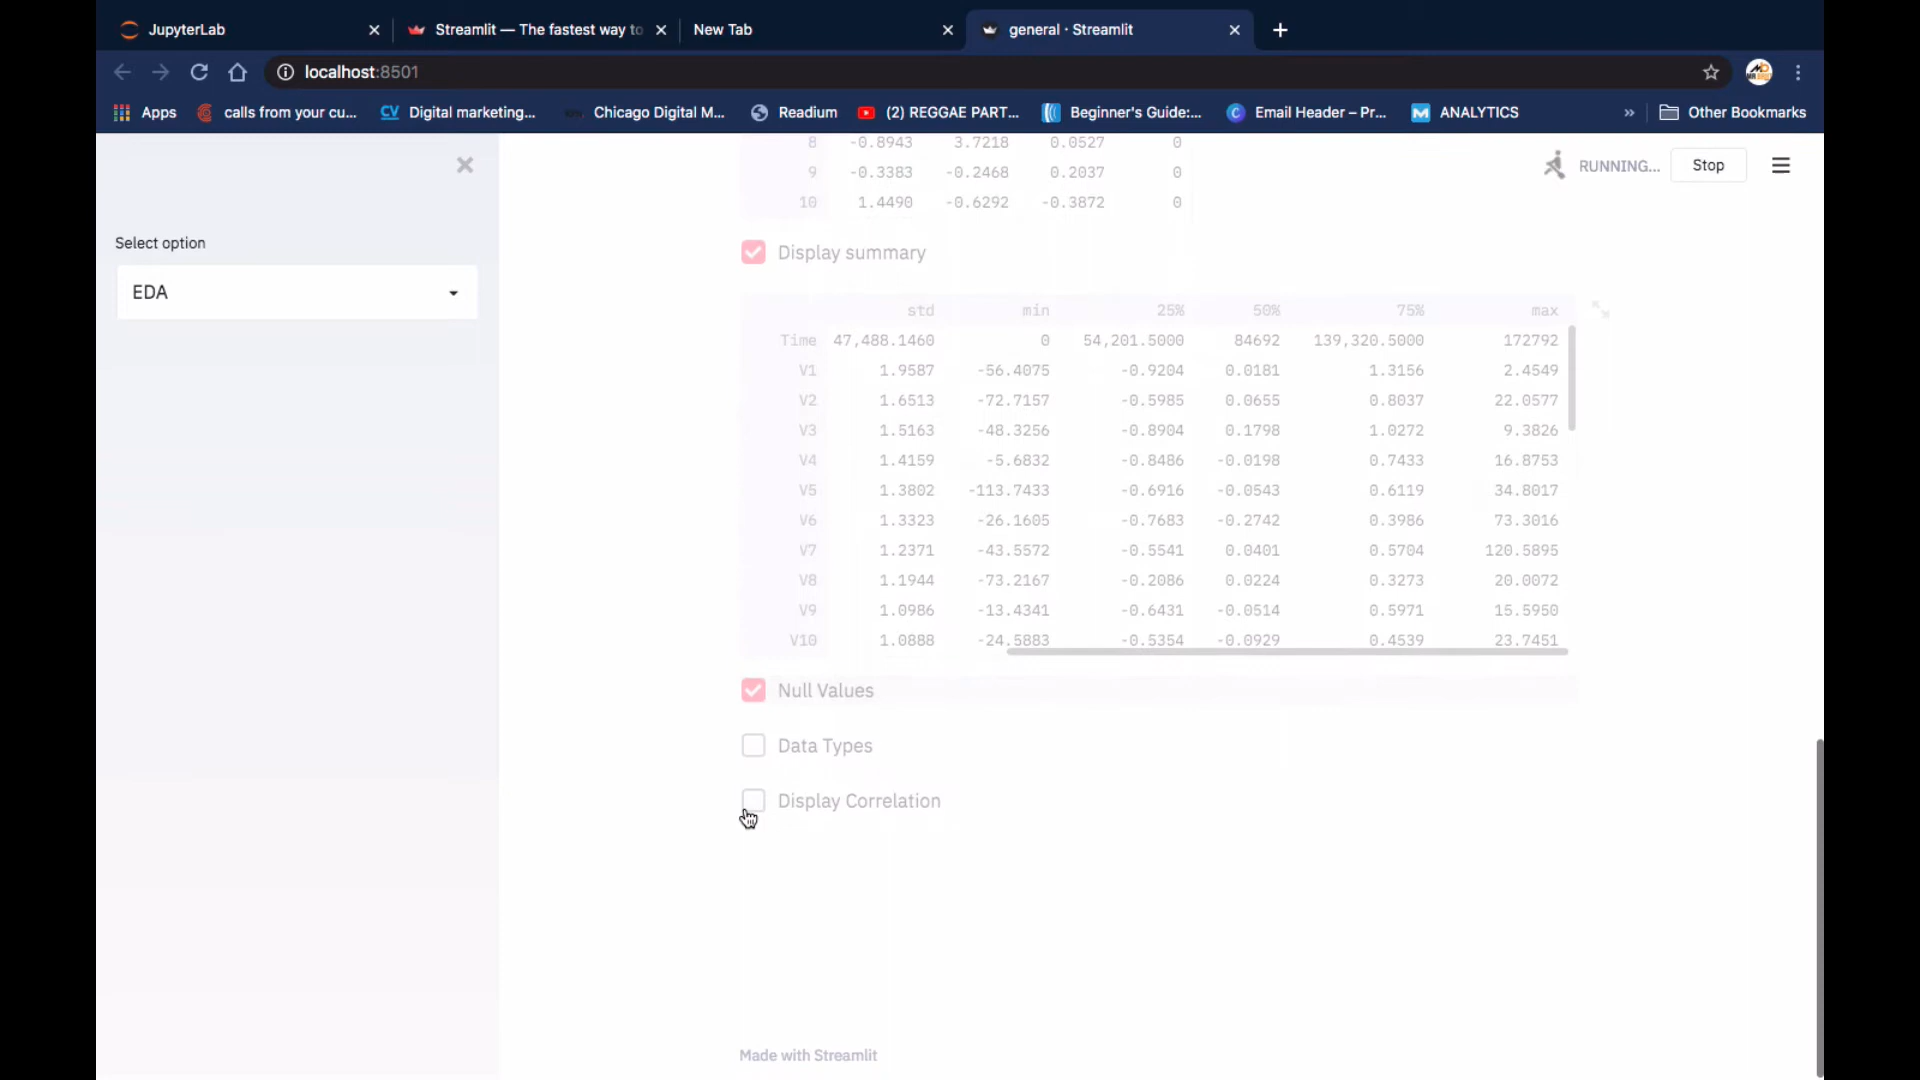 JupyterLab
Streamlit — The fastest way to
New Tab
general · Streamlit
localhost:8501
Apps
calls from your cu...
CV Digital marketing...
Chicago Digital M...
Readium
(2) REGGAE PART...
Beginner's Guide:...
Email Header – Pr...
ANALYTICS
»
Other Bookmarks
8 -0.8943 3.7218 0.0527 0
9 -0.3383 -0.2468 0.2037 0
10 1.4490 -0.6292 -0.3872 0
RUNNING...
Stop
Select option
EDA
Display summary
std min 25% 50% 75% max
Time 47,488.1460 0 54,201.5000 84692 139,320.5000 172792
V1 1.9587 -56.4075 -0.9204 0.0181 1.3156 2.4549
V2 1.6513 -72.7157 -0.5985 0.0655 0.8037 22.0577
V3 1.5163 -48.3256 -0.8904 0.1798 1.0272 9.3826
V4 1.4159 -5.6832 -0.8486 -0.0198 0.7433 16.8753
V5 1.3802 -113.7433 -0.6916 -0.0543 0.6119 34.8017
V6 1.3323 -26.1605 -0.7683 -0.2742 0.3986 73.3016
V7 1.2371 -43.5572 -0.5541 0.0401 0.5704 120.5895
V8 1.1944 -73.2167 -0.2086 0.0224 0.3273 20.0072
V9 1.0986 -13.4341 -0.6431 -0.0514 0.5971 15.5950
V10 1.0888 -24.5883 -0.5354 -0.0929 0.4539 23.7451
Null Values
Data Types
Display Correlation
Made with Streamlit